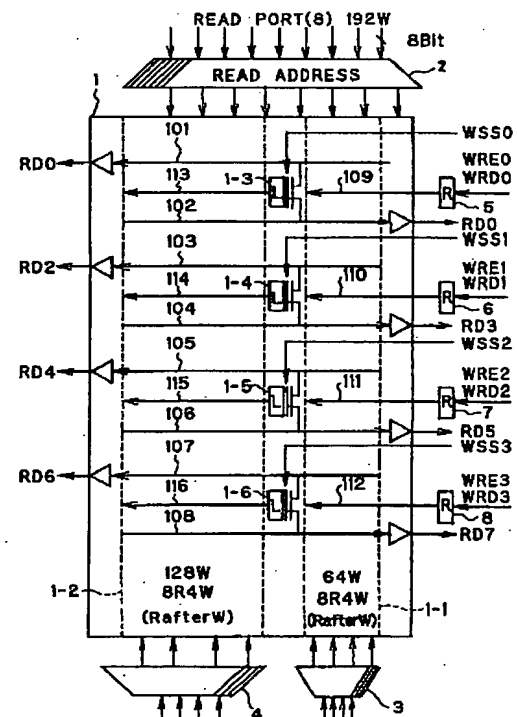 READ PORT(8) 192W
8Bit
READ ADDRESS
2
1
101
WSS0
RD0
WRE0
113
1-3
109
WRD0
R
5
102
RD0
103
WSS1
RD2
WRE1
114
1-4
110
WRD1
R
6
104
RD3
105
WSS2
RD4
WRE2
115
1-5
111
WRD2
R
7
106
RD5
107
WSS3
RD6
WRE3
116
1-6
112
WRD3
R
8
108
RD7
1-2
128W
8R4W
(RafterW)
64W
8R4W
(RafterW)
1-1
4
3